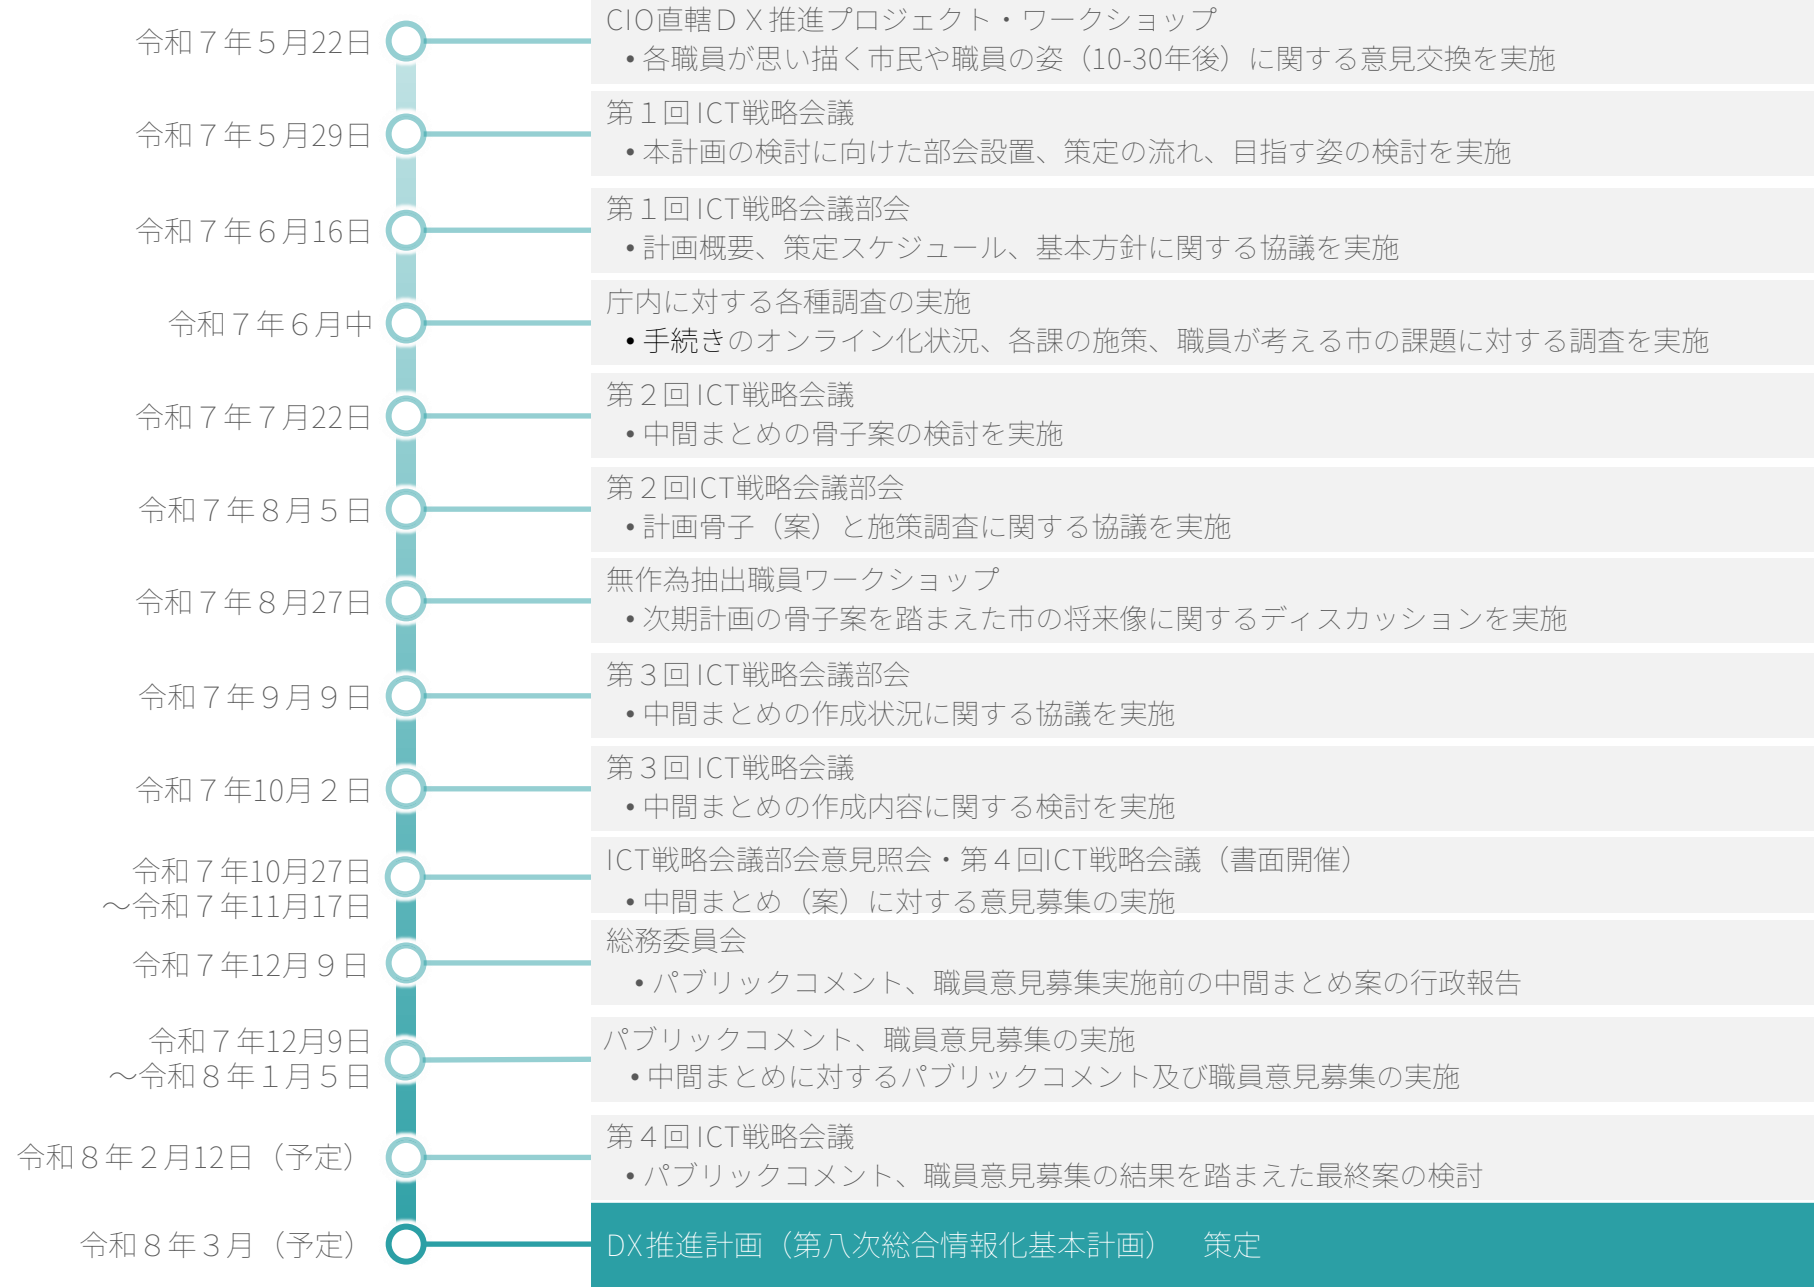 令和７年５月22日
CIO直轄ＤＸ推進プロジェクト・ワークショップ
•各職員が思い描く市民や職員の姿（10-30年後）に関する意見交換を実施
令和７年５月29日
第１回ICT戦略会議
•本計画の検討に向けた部会設置、策定の流れ、目指す姿の検討を実施
令和７年６月16日
第１回ICT戦略会議部会
•計画概要、策定スケジュール、基本方針に関する協議を実施
令和７年６月中
庁内に対する各種調査の実施
•手続きのオンライン化状況、各課の施策、職員が考える市の課題に対する調査を実施
令和７年７月22日
第２回ICT戦略会議
•中間まとめの骨子案の検討を実施
令和７年８月５日
第２回ICT戦略会議部会
•計画骨子（案）と施策調査に関する協議を実施
令和７年８月27日
無作為抽出職員ワークショップ
•次期計画の骨子案を踏まえた市の将来像に関するディスカッションを実施
令和７年９月９日
第３回ICT戦略会議部会
•中間まとめの作成状況に関する協議を実施
令和７年10月２日
第３回ICT戦略会議
•中間まとめの作成内容に関する検討を実施
令和７年10月27日
～令和７年11月17日
ICT戦略会議部会意見照会・第４回ICT戦略会議（書面開催）
•中間まとめ（案）に対する意見募集の実施
令和７年12月９日
総務委員会
•パブリックコメント、職員意見募集実施前の中間まとめ案の行政報告
令和７年12月9日
～令和８年１月５日
パブリックコメント、職員意見募集の実施
•中間まとめに対するパブリックコメント及び職員意見募集の実施
令和８年２月12日（予定）
第４回ICT戦略会議
•パブリックコメント、職員意見募集の結果を踏まえた最終案の検討
令和８年３月（予定）
DX推進計画（第八次総合情報化基本計画）　策定